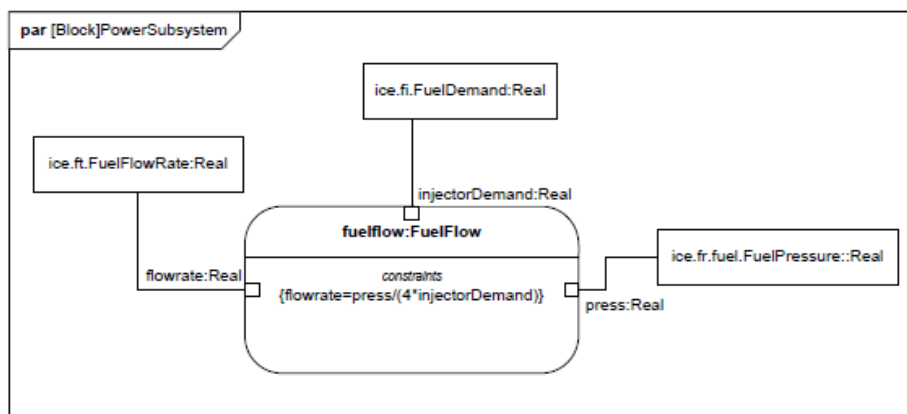 par [Block]PowerSubsystem
ice.fi.FuelDemand:Real
ice.ft.FuelFlowRate:Real
injectorDemand:Real
fuelflow:FuelFlow
ice.fr.fuel.FuelPressure::Real
flowrate:Real
constraints
{flowrate=press/(4*injectorDemand)}
press:Real